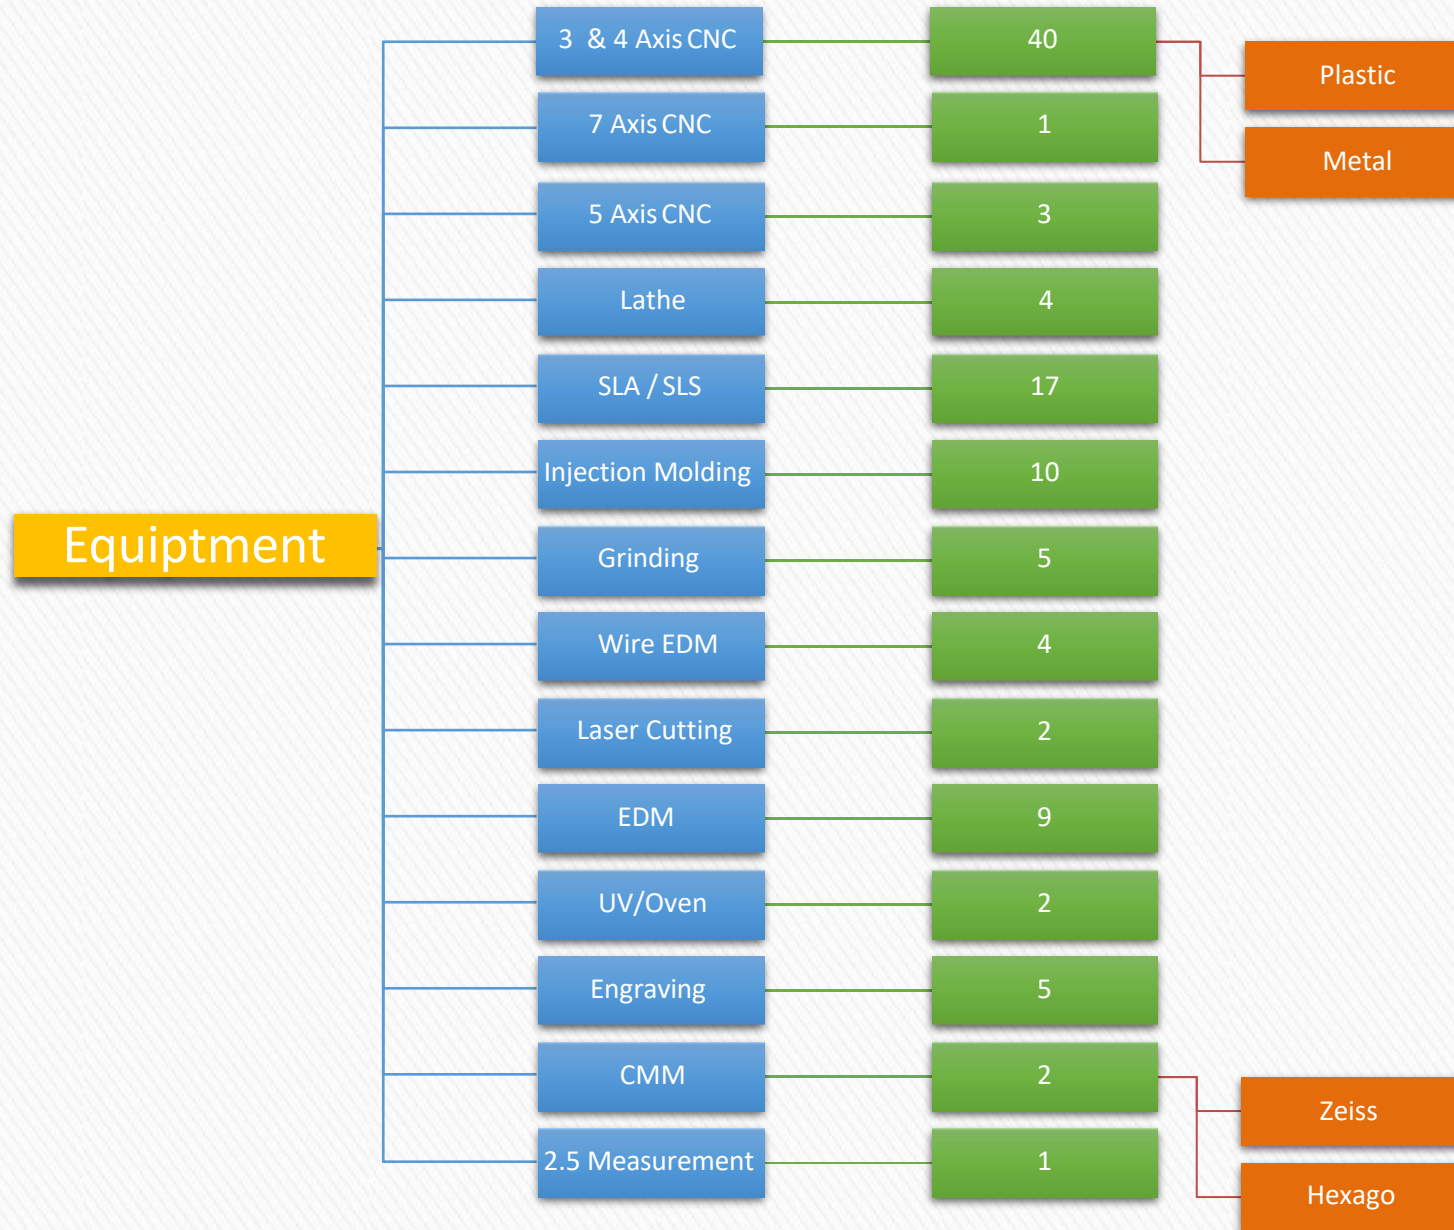 Equiptment
3 & 4 Axis CNC
40
Plastic
Metal
7 Axis CNC
1
5 Axis CNC
3
Lathe
4
SLA / SLS
17
Injection Molding
10
Grinding
5
Wire EDM
4
Laser Cutting
2
EDM
9
UV/Oven
2
Engraving
5
CMM
2
Zeiss
Hexago
2.5 Measurement
1